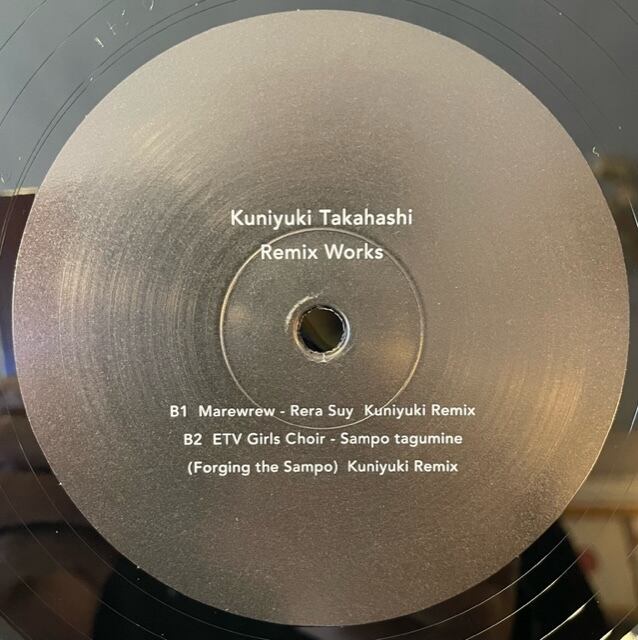 Kuniyuki Takahashi
Remix Works
B1 Marewrew - Rera Suy Kuniyuki Remix
B2 ETV Girls Choir - Sampo tagumine
(Forging the Sampo) Kuniyuki Remix